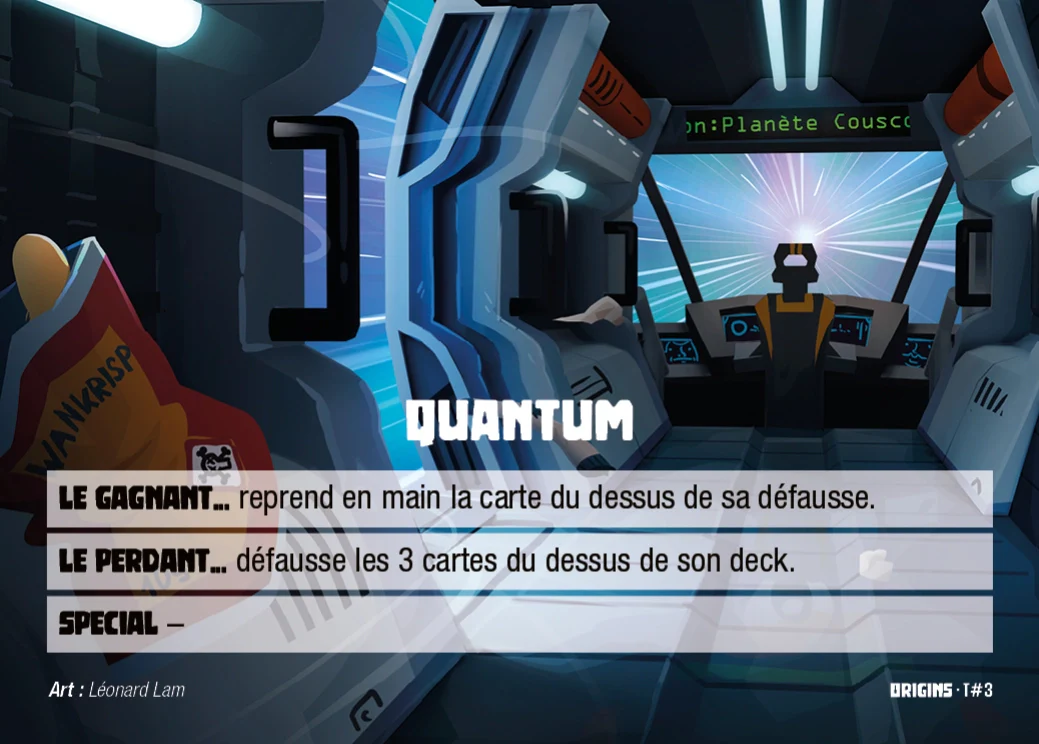 on:Planète Cousco
WANKRISP
QUANTUM
LE GAGNANT... reprend en main la carte du dessus de sa défausse.
LE PERDANT... défausse les 3 cartes du dessus de son deck.
SPECIAL –
Art : Léonard Lam
ORIGINS · T#3